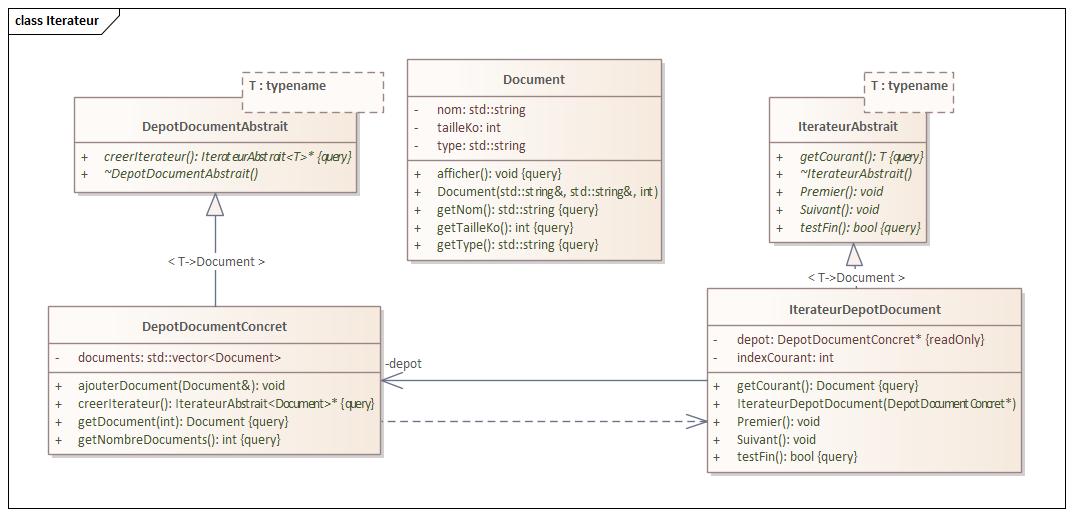 class Iterateur
T : typename
DepotDocumentAbstrait
+ creerIterateur(): IterateurAbstrait<T>* {query}
+ ~DepotDocumentAbstrait()
Document
- nom: std::string
- tailleKo: int
- type: std::string
+ afficher(): void {query}
+ Document(std::string&, std::string&, int)
+ getNom(): std::string {query}
+ getTailleKo(): int {query}
+ getType(): std::string {query}
T : typename
IterateurAbstrait
+ getCourant(): T {query}
+ ~IterateurAbstrait()
+ Premier(): void
+ Suivant(): void
+ testFin(): bool {query}
< T->Document >
< T->Document >
DepotDocumentConcret
- documents: std::vector<Document>
+ ajouterDocument(Document&): void
+ creerIterateur(): IterateurAbstrait<Document>* {query}
+ getDocument(int): Document {query}
+ getNombreDocuments(): int {query}
-depot
IterateurDepotDocument
- depot: DepotDocumentConcret* {readOnly}
- indexCourant: int
+ getCourant(): Document {query}
+ IterateurDepotDocument(DepotDocumentConcret*)
+ Premier(): void
+ Suivant(): void
+ testFin(): bool {query}